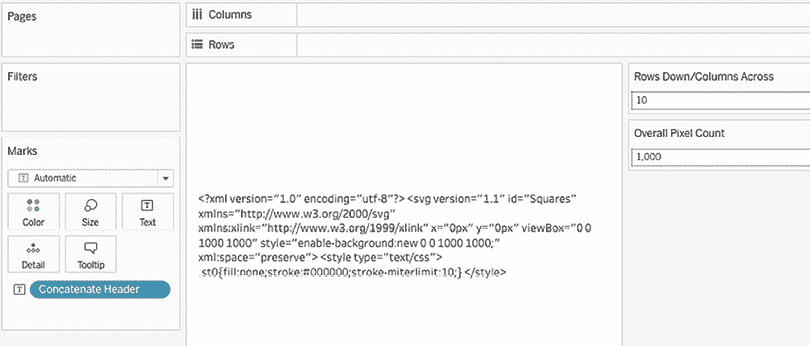 Pages
Columns
Rows
Filters
Rows Down/Columns Across
10
Overall Pixel Count
1,000
Marks
Automatic
Color
Size
Text
Detail
Tooltip
Concatenate Header
<?xml version="1.0" encoding="utf-8"?> <svg version="1.1" id="Squares"
xmlns="http://www.w3.org/2000/svg"
xmlns:xlink="http://www.w3.org/1999/xlink" x="0px" y="0px" viewBox="0 0
1000 1000" style="enable-background:new 0 0 1000 1000;"
xml:space="preserve"> <style type="text/css">
.st0{fill:none;stroke:#000000;stroke-miterlimit:10;} </style>